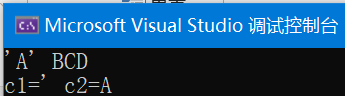 Microsoft Visual Studio 调试控制台
'A' BCD
c1=' c2=A